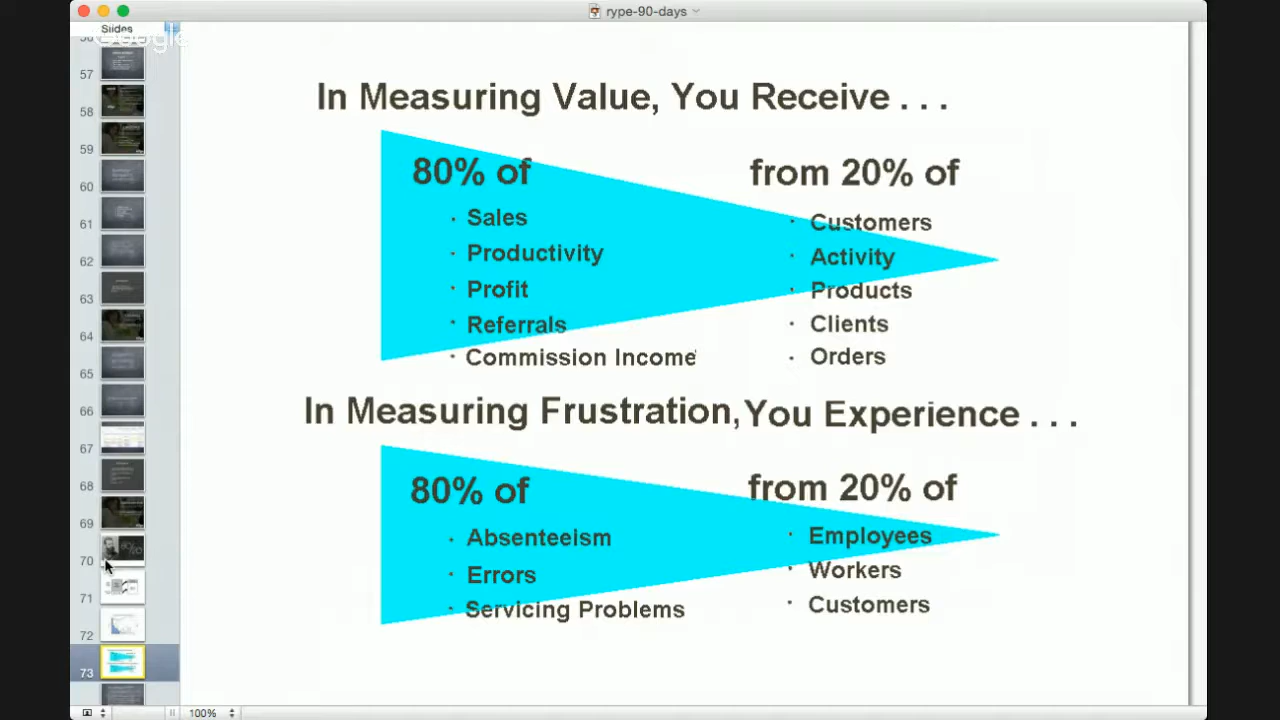 rype-90-days
Slides
Google
57
58
59
60
61
62
63
64
65
66
67
68
69
70
71
72
73
In Measuring Value, You Receive . . .
80% of
from 20% of
· Sales
· Customers
· Productivity
· Activity
· Profit
· Products
· Referrals
· Clients
· Commission Income
· Orders
In Measuring Frustration, You Experience . . .
80% of
from 20% of
· Absenteeism
· Employees
· Errors
· Workers
· Servicing Problems
· Customers
100%